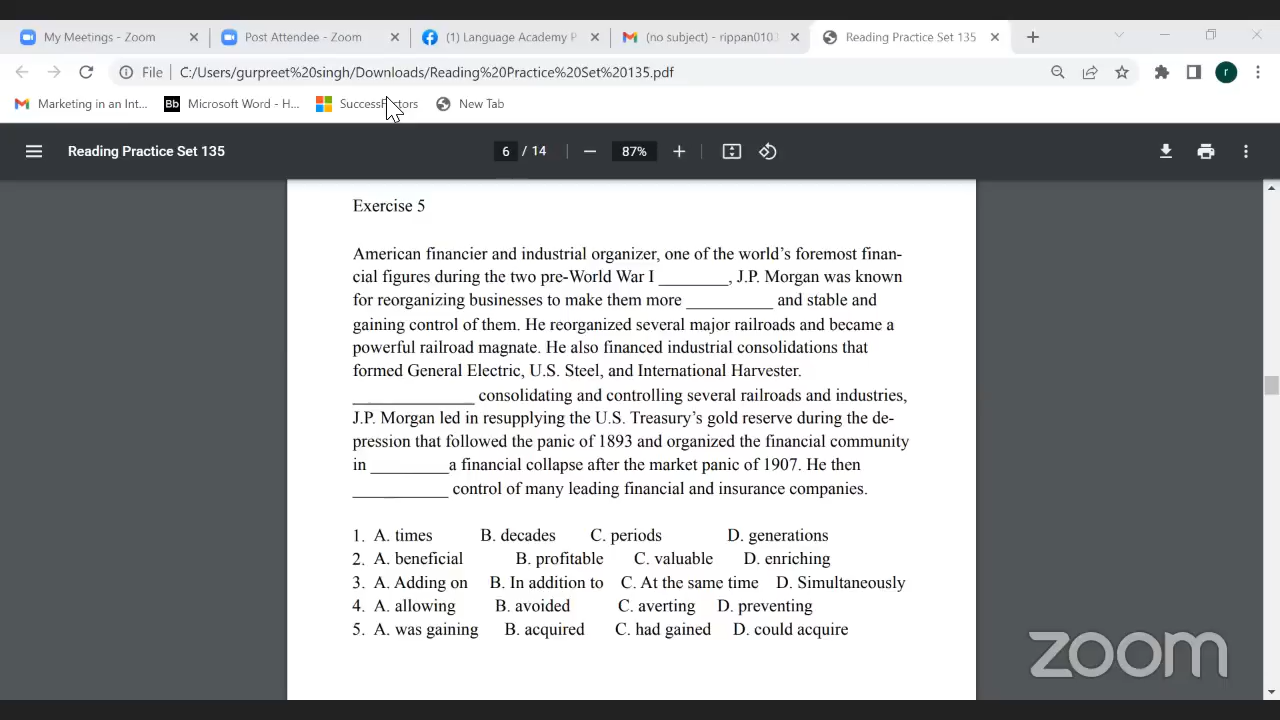 My Meetings - Zoom
Post Attendee - Zoom
(1) Language Academy P
(no subject) - rippan010
Reading Practice Set 135
File
C:/Users/gurpreet%20singh/Downloads/Reading%20Practice%20Set%20135.pdf
r
Marketing in an Int...
Bb Microsoft Word - H...
SuccessFactors
New Tab
Reading Practice Set 135
6 / 14
87%
Exercise 5
American financier and industrial organizer, one of the world's foremost finan-
cial figures during the two pre-World War I ________, J.P. Morgan was known
for reorganizing businesses to make them more __________ and stable and
gaining control of them. He reorganized several major railroads and became a
powerful railroad magnate. He also financed industrial consolidations that
formed General Electric, U.S. Steel, and International Harvester.
______________ consolidating and controlling several railroads and industries,
J.P. Morgan led in resupplying the U.S. Treasury's gold reserve during the de-
pression that followed the panic of 1893 and organized the financial community
in _________a financial collapse after the market panic of 1907. He then
___________ control of many leading financial and insurance companies.
1. A. times B. decades C. periods D. generations
2. A. beneficial B. profitable C. valuable D. enriching
3. A. Adding on B. In addition to C. At the same time D. Simultaneously
4. A. allowing B. avoided C. averting D. preventing
5. A. was gaining B. acquired C. had gained D. could acquire
zoom